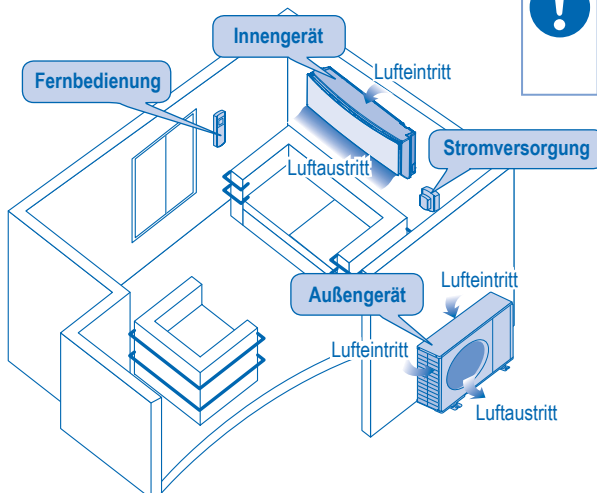 Innengerät
Lufteintritt
Fernbedienung
Luftaustritt
Stromversorgung
Lufteintritt
Außengerät
Lufteintritt
Luftaustritt